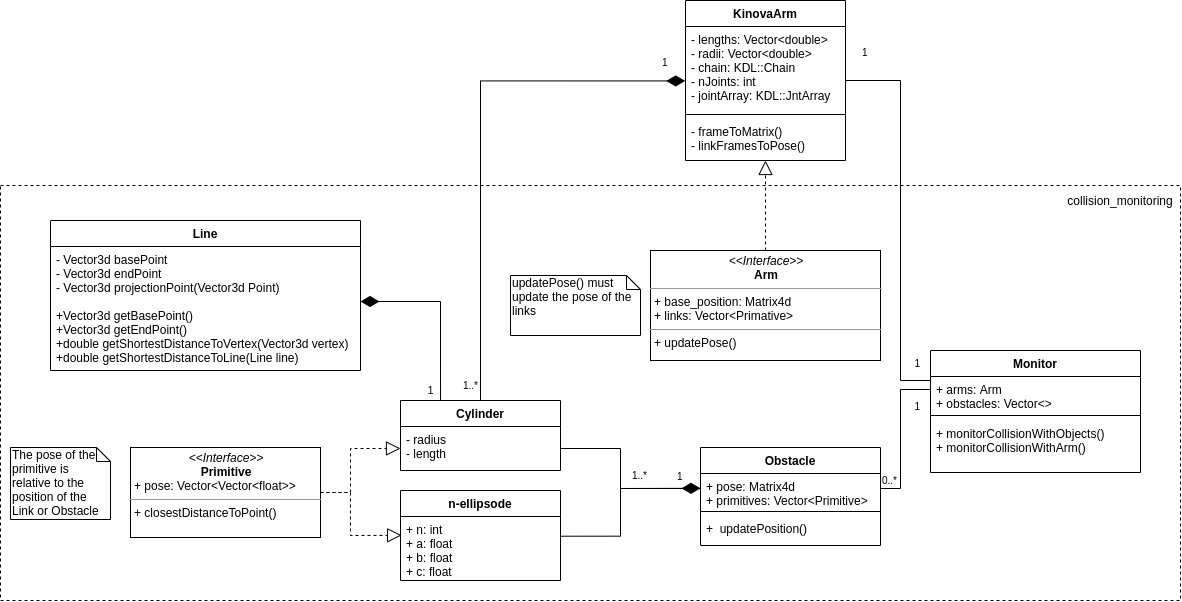 KinovaArm
- lengths: Vector<double>
- radii: Vector<double>
- chain: KDL::Chain
- nJoints: int
- jointArray: KDL::JntArray
- frameToMatrix()
- linkFramesToPose()
1
1
collision_monitoring
Line
- Vector3d basePoint
- Vector3d endPoint
- Vector3d projectionPoint(Vector3d Point)
+Vector3d getBasePoint()
+Vector3d getEndPoint()
+double getShortestDistanceToVertex(Vector3d vertex)
+double getShortestDistanceToLine(Line line)
updatePose() must
update the pose of the
links
<<Interface>>
Arm
+ base_position: Matrix4d
+ links: Vector<Primative>
+ updatePose()
1
1..*
1
1
Monitor
+ arms: Arm
+ obstacles: Vector<>
+ monitorCollisionWithObjects()
+ monitorCollisionWithArm()
Cylinder
- radius
- length
The pose of the
primitive is
relative to the
position of the
Link or Obstacle
<<Interface>>
Primitive
+ pose: Vector<Vector<float>>
+ closestDistanceToPoint()
n-ellipsode
+ n: int
+ a: float
+ b: float
+ c: float
1..*
1
Obstacle
+ pose: Matrix4d
+ primitives: Vector<Primitive>
+  updatePosition()
0..*